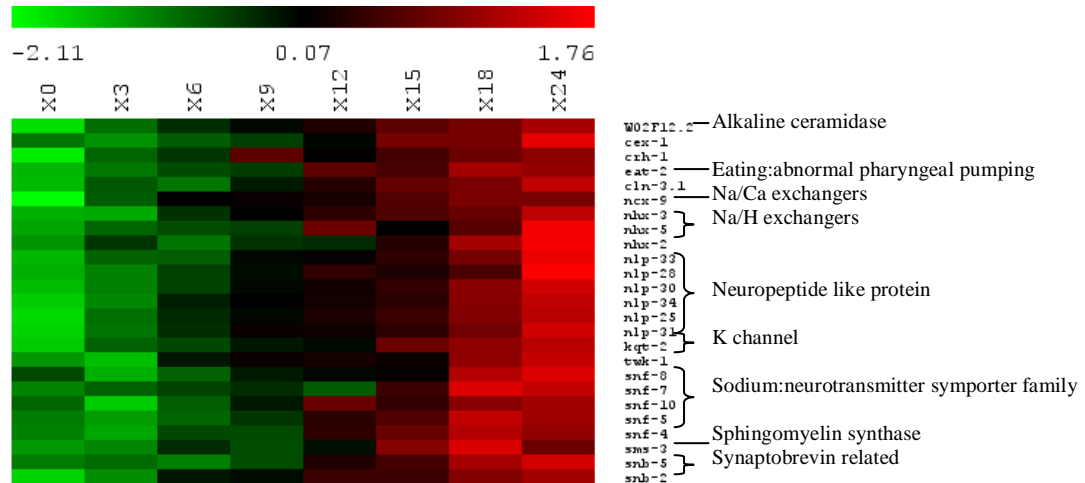 -2.11 0.07 1.76
X0 X3 X6 X9 X12 X15 X18 X24
W02F12.2 Alkaline ceramidase
cex-1
crh-1
eat-2 Eating:abnormal pharyngeal pumping
cln-3.1
ncx-9 Na/Ca exchangers
nhx-3 Na/H exchangers
nhx-5
nhx-2
nlp-33
nlp-28
nlp-30 Neuropeptide like protein
nlp-34
nlp-25
nlp-31
kqt-2 K channel
twk-1
snf-8
snf-7 Sodium:neurotransmitter symporter family
snf-10
snf-5
snf-4
sms-3 Sphingomyelin synthase
snb-5 Synaptobrevin related
snb-2